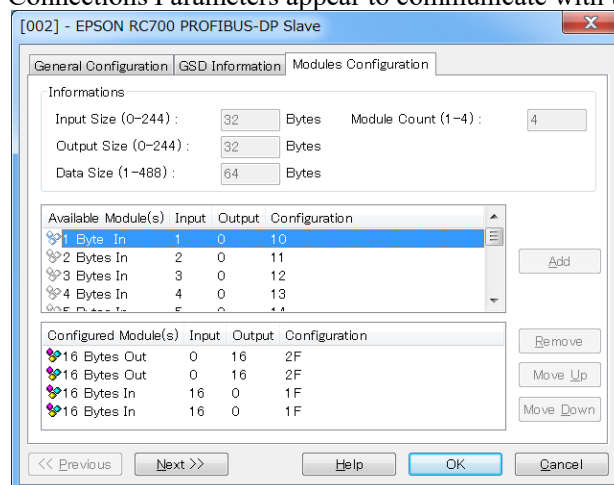 Connections Parameters appear to communicate with
[002] - EPSON RC700 PROFIBUS-DP Slave
General Configuration GSD Information Modules Configuration
Informations
Input Size (0-244) : 32 Bytes Module Count (1-4) : 4
Output Size (0-244) : 32 Bytes
Data Size (1-488) : 64 Bytes
Available Module(s) Input Output Configuration
1 Byte In 1 0 10
2 Bytes In 2 0 11
3 Bytes In 3 0 12
4 Bytes In 4 0 13
Add
Configured Module(s) Input Output Configuration
16 Bytes Out 0 16 2F
16 Bytes Out 0 16 2F
16 Bytes In 16 0 1F
16 Bytes In 16 0 1F
Remove
Move Up
Move Down
<< Previous Next >> Help OK Cancel